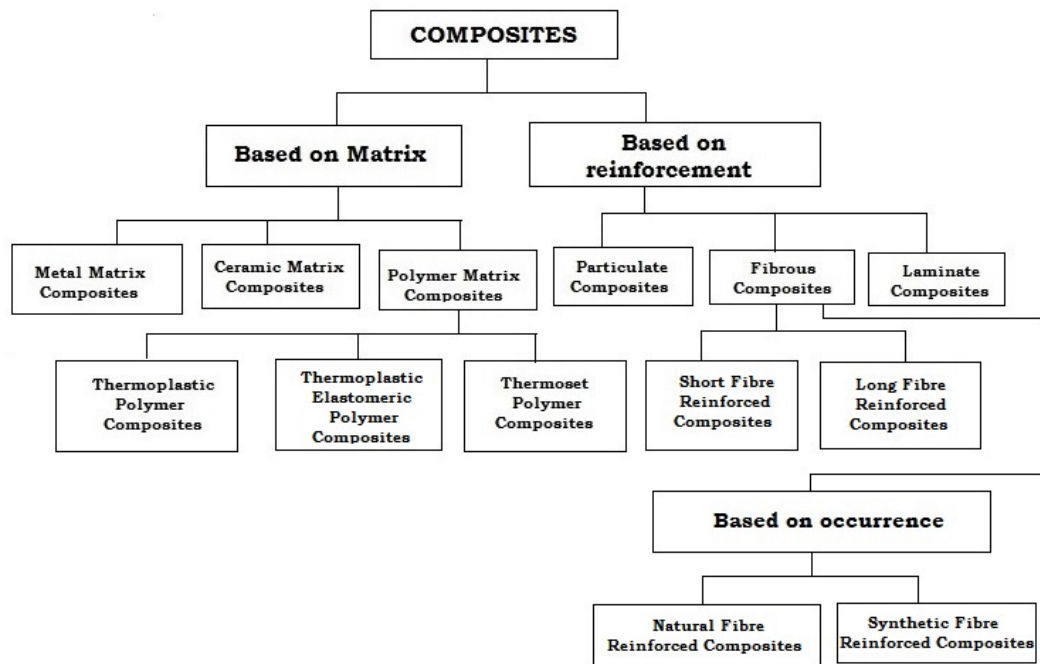 COMPOSITES
Based on Matrix
Based on
reinforcement
Metal Matrix
Composites
Ceramic Matrix
Composites
Polymer Matrix
Composites
Particulate
Composites
Fibrous
Composites
Laminate
Composites
Thermoplastic
Polymer
Composites
Thermoplastic
Elastomeric
Polymer
Composites
Thermoset
Polymer
Composites
Short Fibre
Reinforced
Composites
Long Fibre
Reinforced
Composites
Based on occurrence
Natural Fibre
Reinforced Composites
Synthetic Fibre
Reinforced Composites